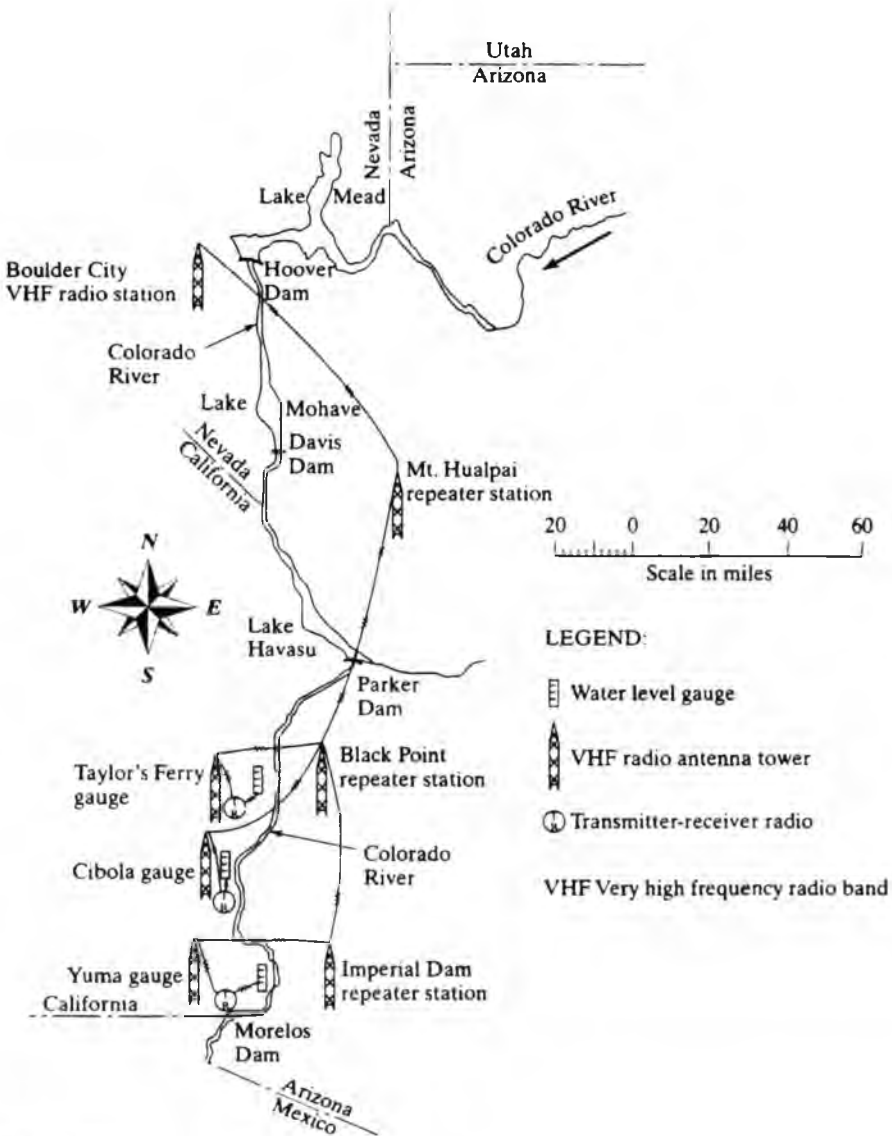 Utah
Arizona
Nevada
Arizona
Lake Mead
Colorado River
Boulder City
VHF radio station
Hoover
Dam
Colorado
River
Lake Mohave
Nevada
California
Davis
Dam
Mt. Hualpai
repeater station
20 0 20 40 60
Scale in miles
N
W E
S
Lake
Havasu
Parker
Dam
LEGEND:
Water level gauge
VHF radio antenna tower
Transmitter-receiver radio
VHF Very high frequency radio band
Taylor's Ferry
gauge
Black Point
repeater station
Cibola gauge
Colorado
River
Yuma gauge
Imperial Dam
repeater station
California
Morelos
Dam
Arizona
Mexico